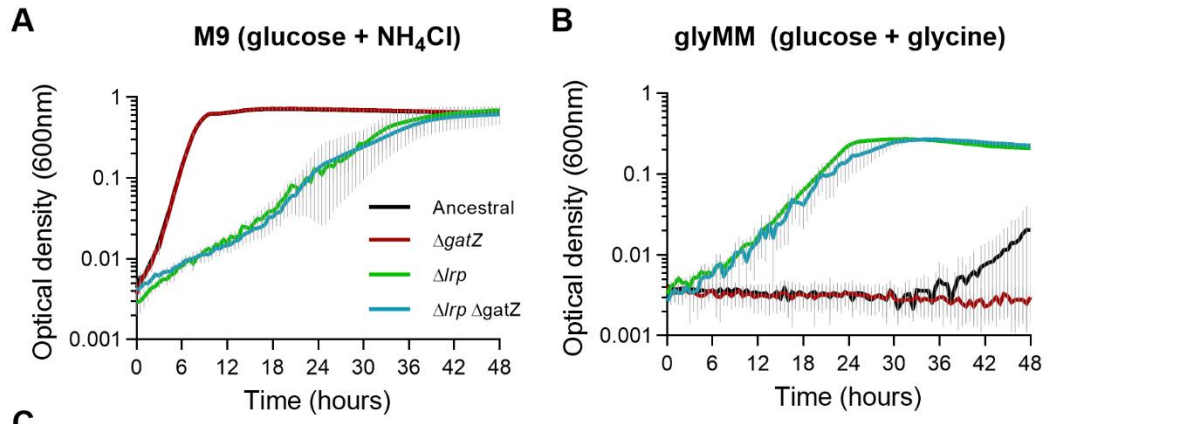 A
M9 (glucose + NH₄Cl)
Optical density (600nm)
1
0.1
0.01
0.001
0 6 12 18 24 30 36 42 48
Time (hours)
Ancestral
ΔgatZ
Δlrp
Δlrp ΔgatZ
B
glyMM (glucose + glycine)
Optical density (600nm)
1
0.1
0.01
0.001
0 6 12 18 24 30 36 42 48
Time (hours)
C